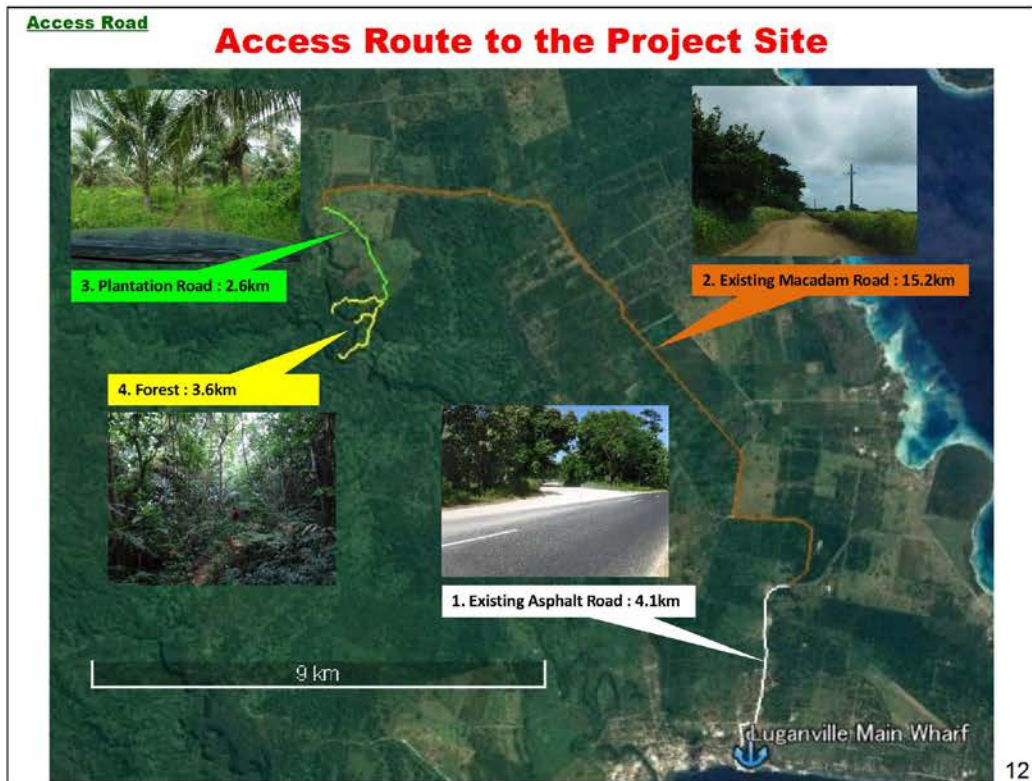 Access Road
Access Route to the Project Site
3. Plantation Road : 2.6km
2. Existing Macadam Road : 15.2km
4. Forest : 3.6km
1. Existing Asphalt Road : 4.1km
9 km
Luganville Main Wharf
12